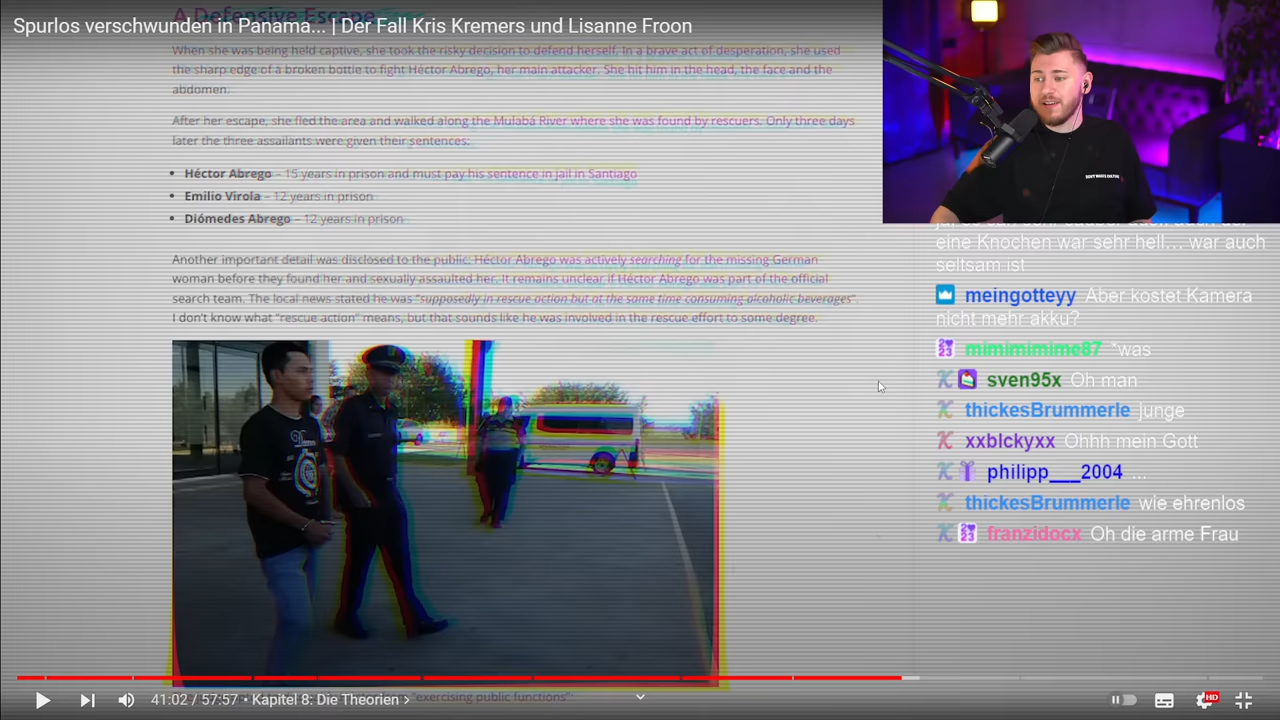 A Defensive Escape
Spurlos verschwunden in Panama... | Der Fall Kris Kremers und Lisanne Froon
When she was being held captive, she took the risky decision to defend herself. In a brave act of desperation, she used
the sharp edge of a broken bottle to fight Héctor Abrego, her main attacker. She hit him in the head, the face and the
abdomen.
After her escape, she fled the area and walked along the Mulabá River where she was found by rescuers. Only three days
later the three assailants were given their sentences:
• Héctor Abrego – 15 years in prison and must pay his sentence in jail in Santiago
• Emilio Virola – 12 years in prison
• Diómedes Abrego – 12 years in prison
Another important detail was disclosed to the public: Héctor Abrego was actively searching for the missing German
woman before they found her and sexually assaulted her. It remains unclear if Héctor Abrego was part of the official
search team. The local news stated he was "supposedly in rescue action but at the same time consuming alcoholic beverages".
I don't know what "rescue action" means, but that sounds like he was involved in the rescue effort to some degree.
eine Knochen war sehr hell... war auch
seltsam ist
meingotteyy Aber kostet Kamera
nicht mehr akku?
mimimimime87 *was
sven95x Oh man
thickesBrummerle junge
xxblckyxx Ohhh mein Gott
philipp___2004 ...
thickesBrummerle wie ehrenlos
franzidocx Oh die arme Frau
"exercising public functions":
41:02 / 57:57 • Kapitel 8: Die Theorien
HD